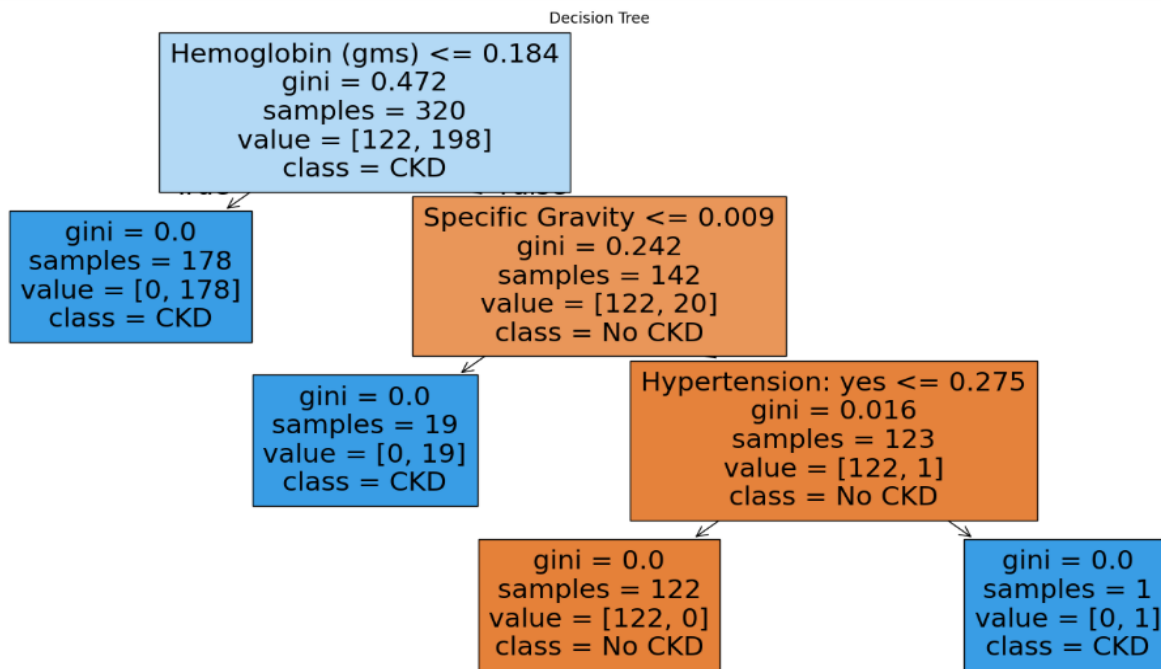 Decision Tree
Hemoglobin (gms) <= 0.184
gini = 0.472
samples = 320
value = [122, 198]
class = CKD
gini = 0.0
samples = 178
value = [0, 178]
class = CKD
Specific Gravity <= 0.009
gini = 0.242
samples = 142
value = [122, 20]
class = No CKD
gini = 0.0
samples = 19
value = [0, 19]
class = CKD
Hypertension: yes <= 0.275
gini = 0.016
samples = 123
value = [122, 1]
class = No CKD
gini = 0.0
samples = 122
value = [122, 0]
class = No CKD
gini = 0.0
samples = 1
value = [0, 1]
class = CKD